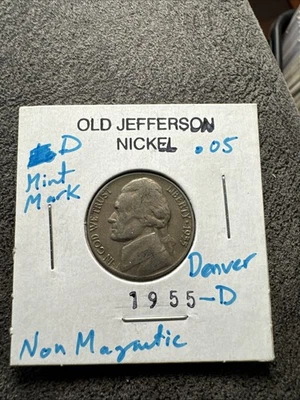 OLD JEFFERSON
NICKEL .05
D
Mint
Mark
IN GOD WE TRUST
LIBERTY
Denver
1955-D
Non Magnetic